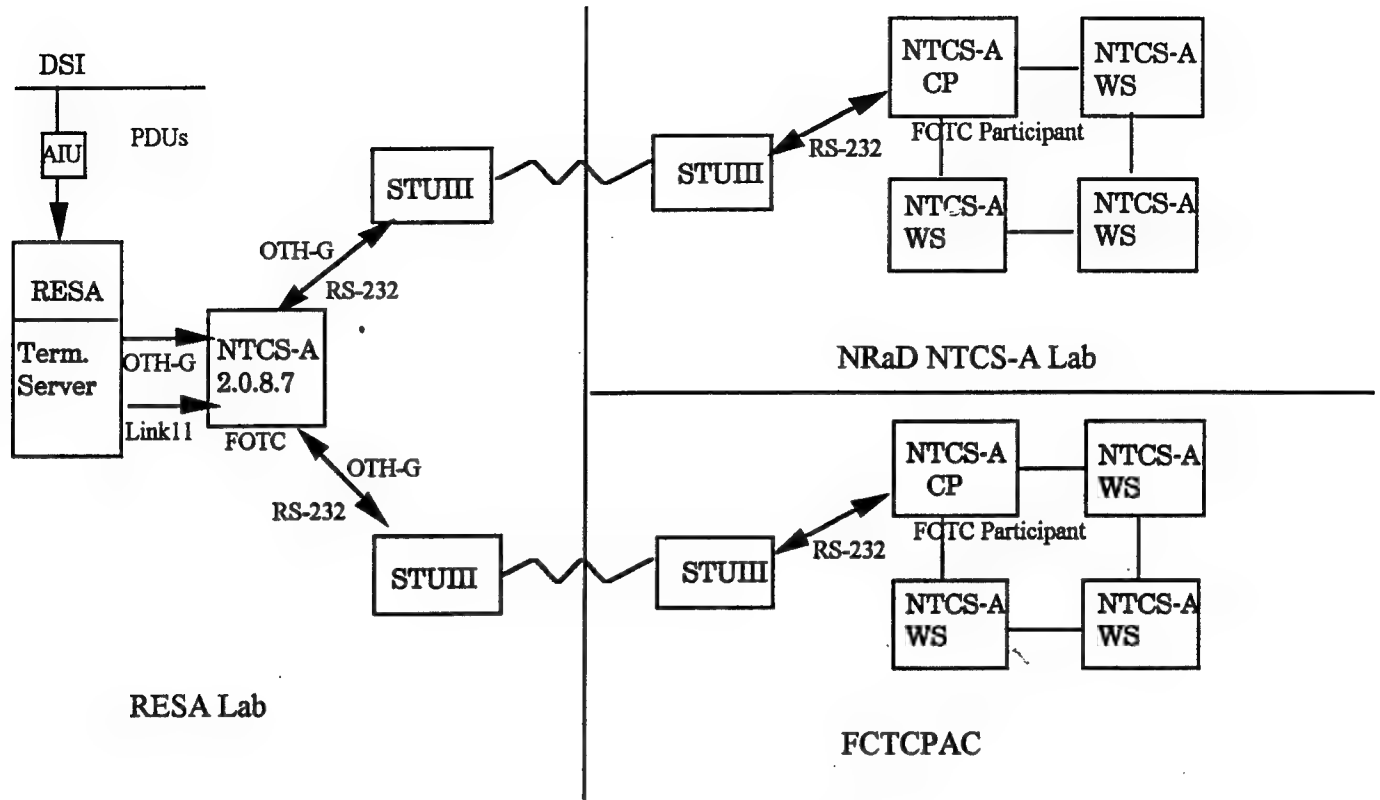 DSI
PDUs
AIU
RESA
Term.
Server
OTH-G
Link11
NTCS-A
2.0.8.7
FOTC
OTH-G
RS-232
STUIII
OTH-G
RS-232
STUIII
RESA Lab
STUIII
RS-232
NTCS-A
CP
FOTC Participant
NTCS-A
WS
NTCS-A
WS
NTCS-A
WS
NRaD NTCS-A Lab
STUIII
RS-232
NTCS-A
CP
FOTC Participant
NTCS-A
WS
NTCS-A
WS
NTCS-A
WS
FCTCPAC